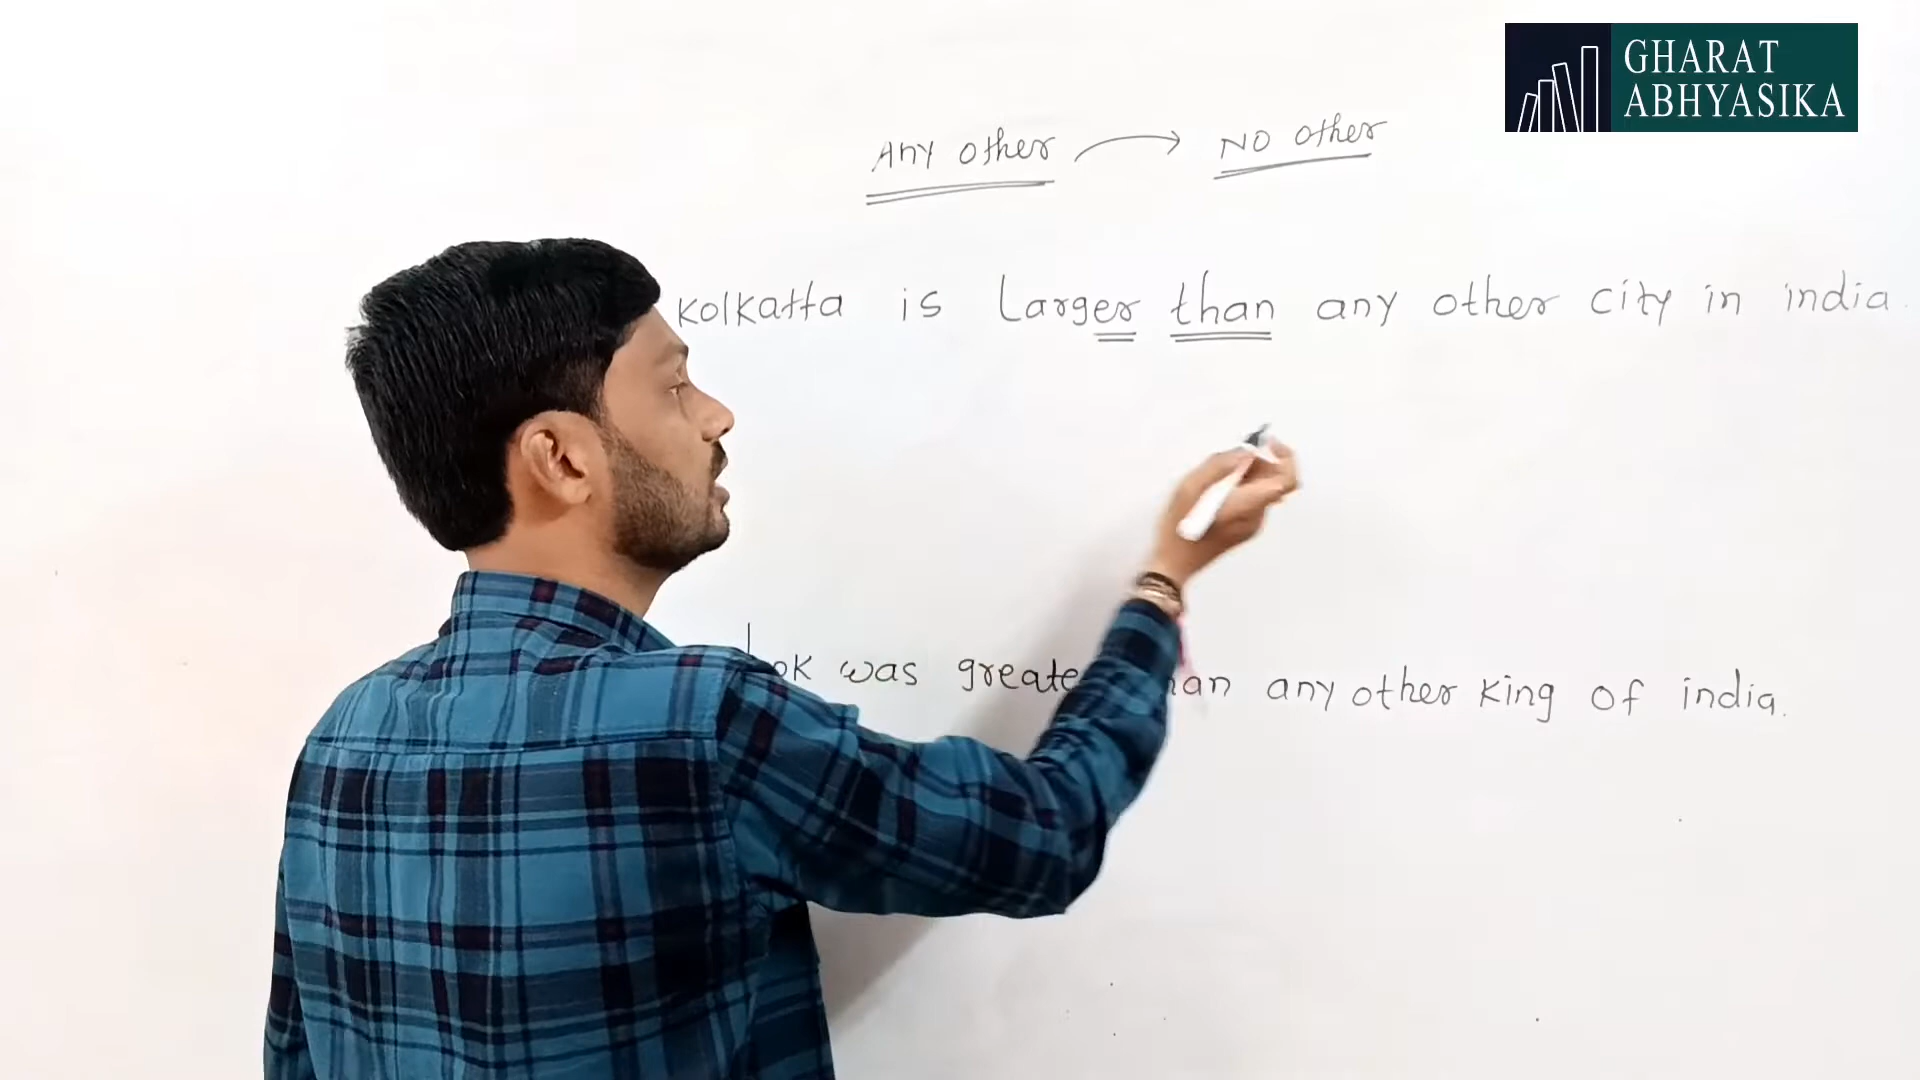 GHARAT
ABHYASIKA
Any other → NO other
kolkatta is Larger than any other city in india.
was any other king of india.